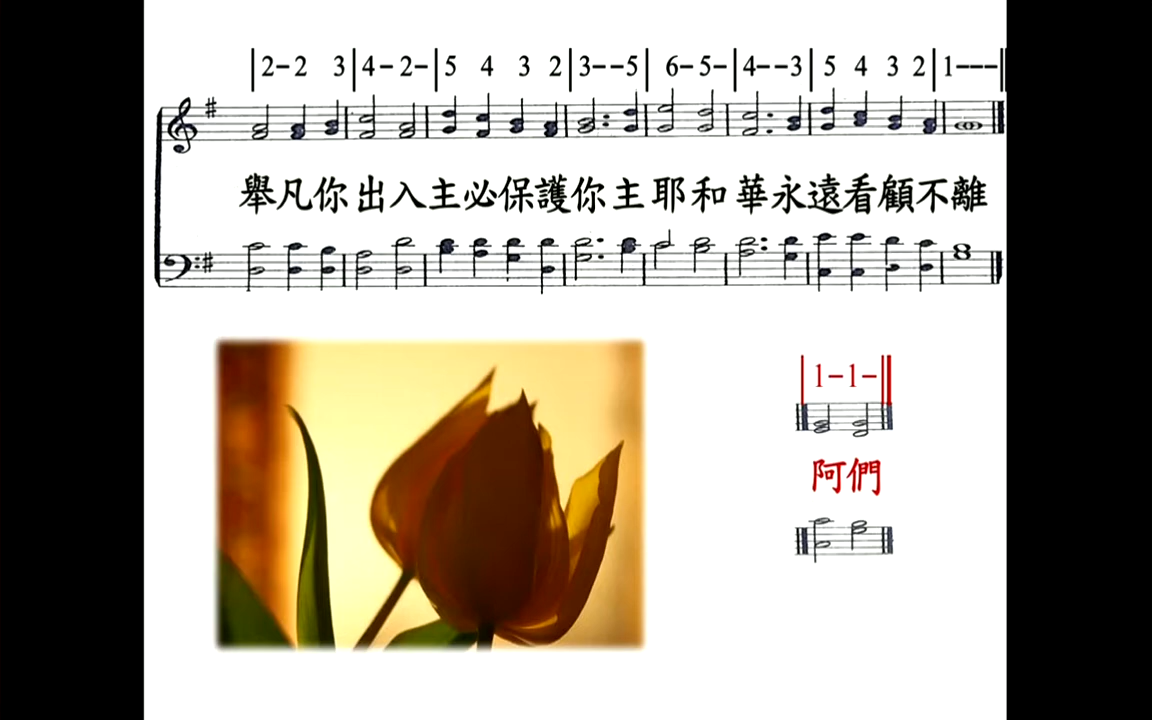 |2-2 3|4-2-|5 4 3 2|3--5| 6-5-|4--3|5 4 3 2|1---||
舉凡你出入主必保護你主耶和華永遠看顧不離
|1-1-||
阿們